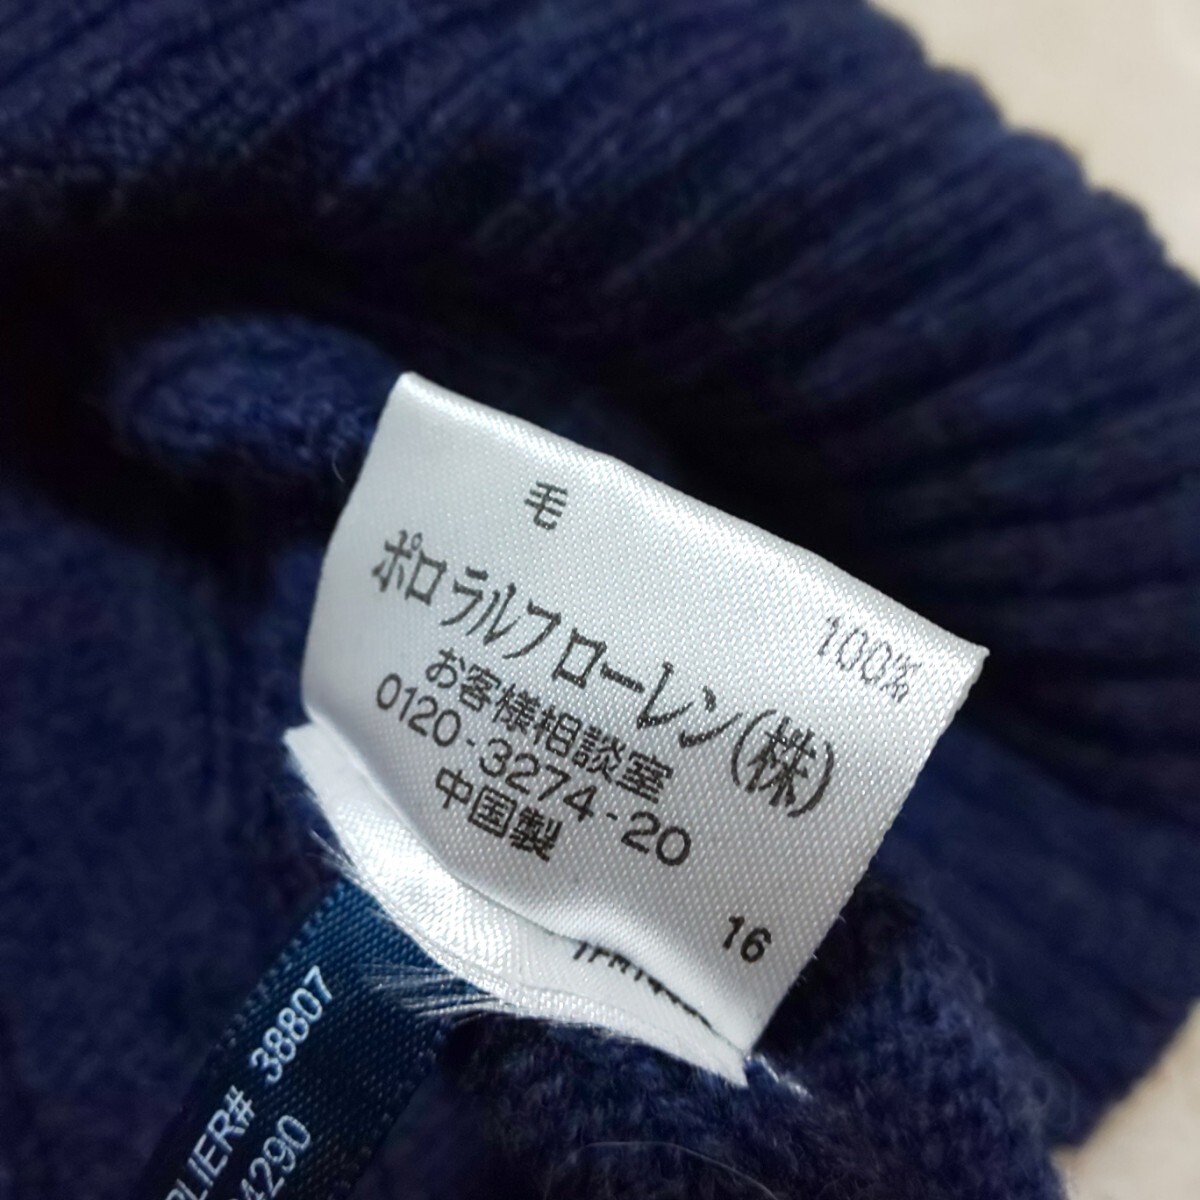 毛 100%
ポロ ラルフ ローレン(株)
お客様相談室
0120-3274-20
中国製
16
38807